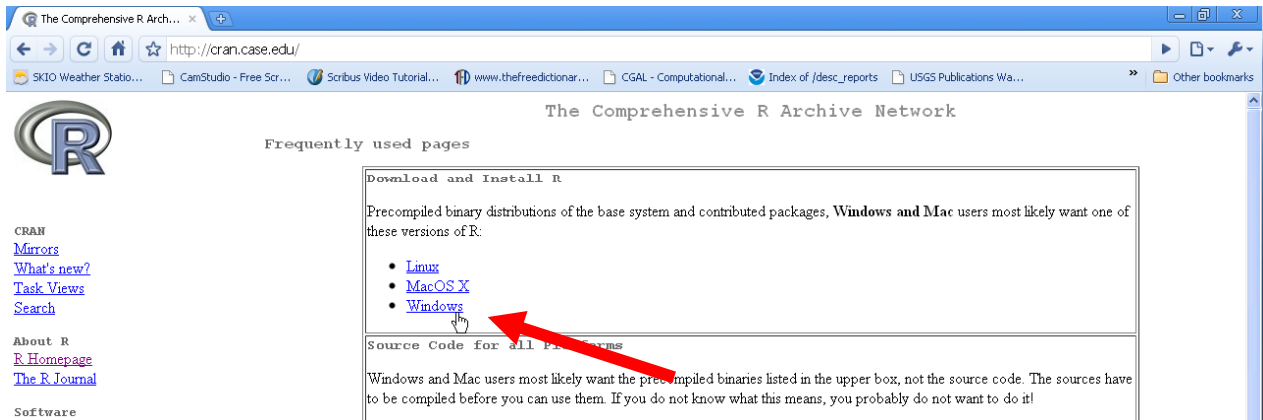 The Comprehensive R Arch...
http://cran.case.edu/
SKIO Weather Statio... CamStudio - Free Scr... Scribus Video Tutorial... www.thefreedictionar... CGAL - Computational... Index of /desc_reports USGS Publications Wa... » Other bookmarks
R
The Comprehensive R Archive Network
Frequently used pages
Download and Install R
Precompiled binary distributions of the base system and contributed packages, Windows and Mac users most likely want one of
these versions of R:
• Linux
• MacOS X
• Windows
Source Code for all Platforms
Windows and Mac users most likely want the precompiled binaries listed in the upper box, not the source code. The sources have
to be compiled before you can use them. If you do not know what this means, you probably do not want to do it!
CRAN
Mirrors
What's new?
Task Views
Search
About R
R Homepage
The R Journal
Software